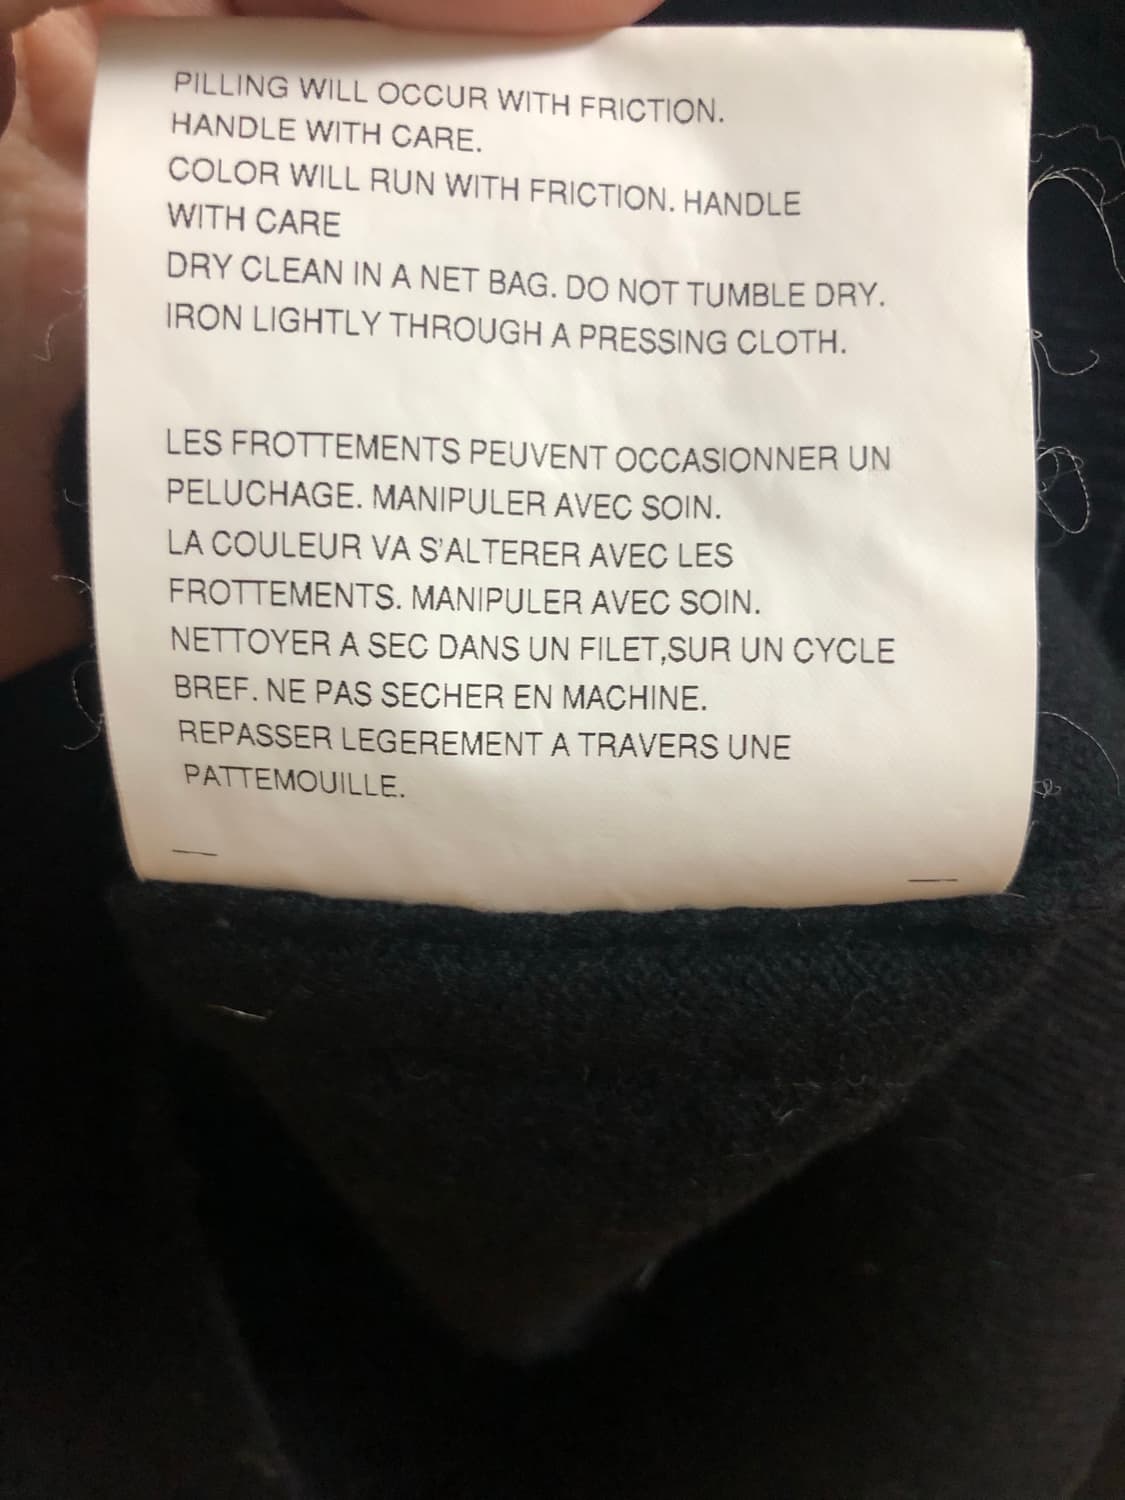 PILLING WILL OCCUR WITH FRICTION.
HANDLE WITH CARE.
COLOR WILL RUN WITH FRICTION. HANDLE
WITH CARE
DRY CLEAN IN A NET BAG. DO NOT TUMBLE DRY.
IRON LIGHTLY THROUGH A PRESSING CLOTH.
LES FROTTEMENTS PEUVENT OCCASIONNER UN
PELUCHAGE. MANIPULER AVEC SOIN.
LA COULEUR VA S'ALTERER AVEC LES
FROTTEMENTS. MANIPULER AVEC SOIN.
NETTOYER A SEC DANS UN FILET,SUR UN CYCLE
BREF. NE PAS SECHER EN MACHINE.
REPASSER LEGEREMENT A TRAVERS UNE
PATTEMOUILLE.